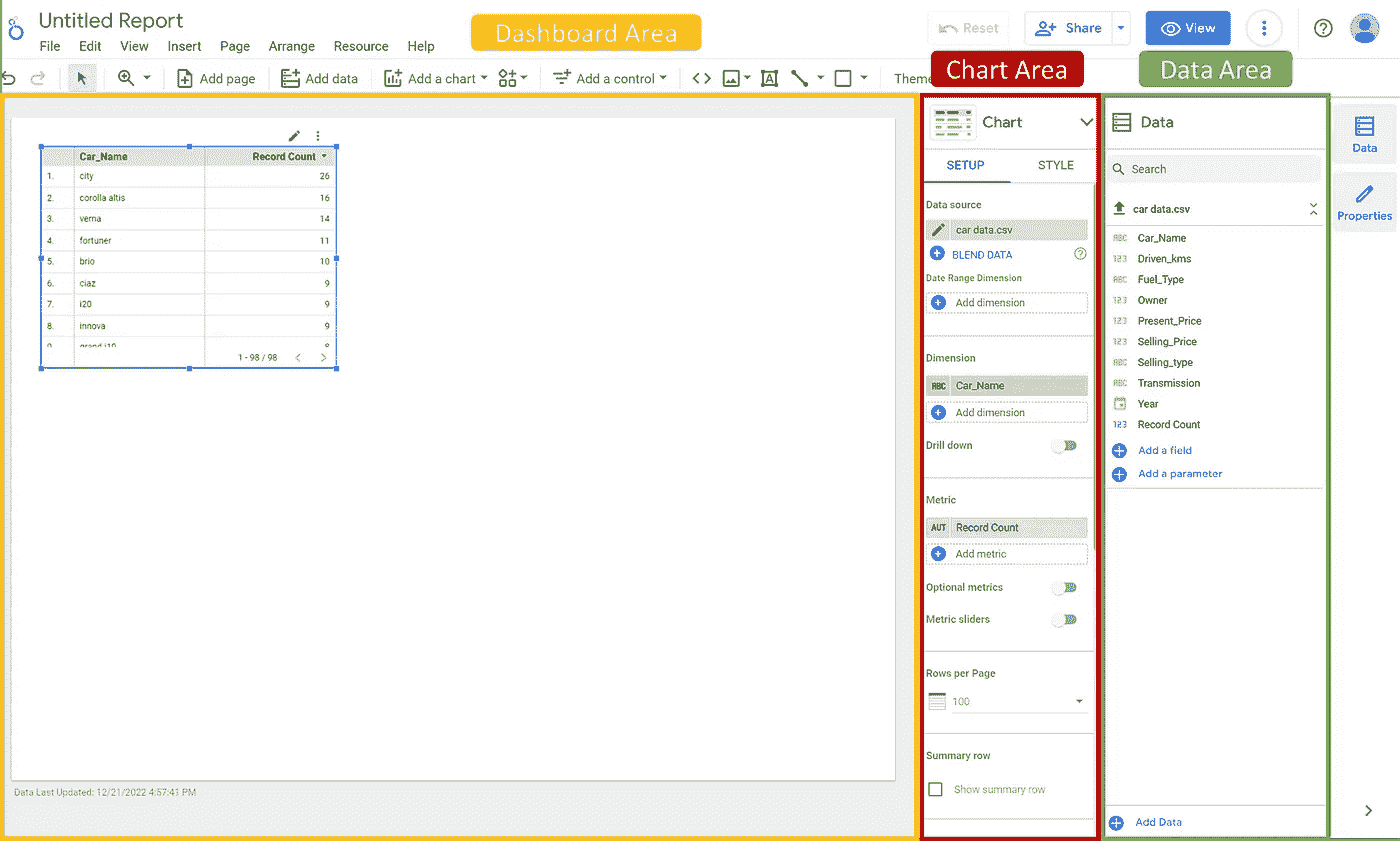 Untitled Report
File Edit View Insert Page Arrange Resource Help
Dashboard Area
Reset
Share
View
Add page
Add data
Add a chart
Add a control
Theme
Chart Area
Data Area
Car_Name Record Count
1. city 26
2. corolla altis 16
3. verna 14
4. fortuner 11
5. brio 10
6. ciaz 9
7. i20 9
8. innova 9
9. grand i10 8
1 - 98 / 98
Data Last Updated: 12/21/2022 4:57:41 PM
Chart
SETUP STYLE
Data source
car data.csv
BLEND DATA
Date Range Dimension
Add dimension
Dimension
ABC Car_Name
Add dimension
Drill down
Metric
AUT Record Count
Add metric
Optional metrics
Metric sliders
Rows per Page
100
Summary row
Show summary row
Data
Search
car data.csv
ABC Car_Name
123 Driven_kms
ABC Fuel_Type
123 Owner
123 Present_Price
123 Selling_Price
ABC Selling_type
ABC Transmission
Year
123 Record Count
Add a field
Add a parameter
Add Data
Data
Properties